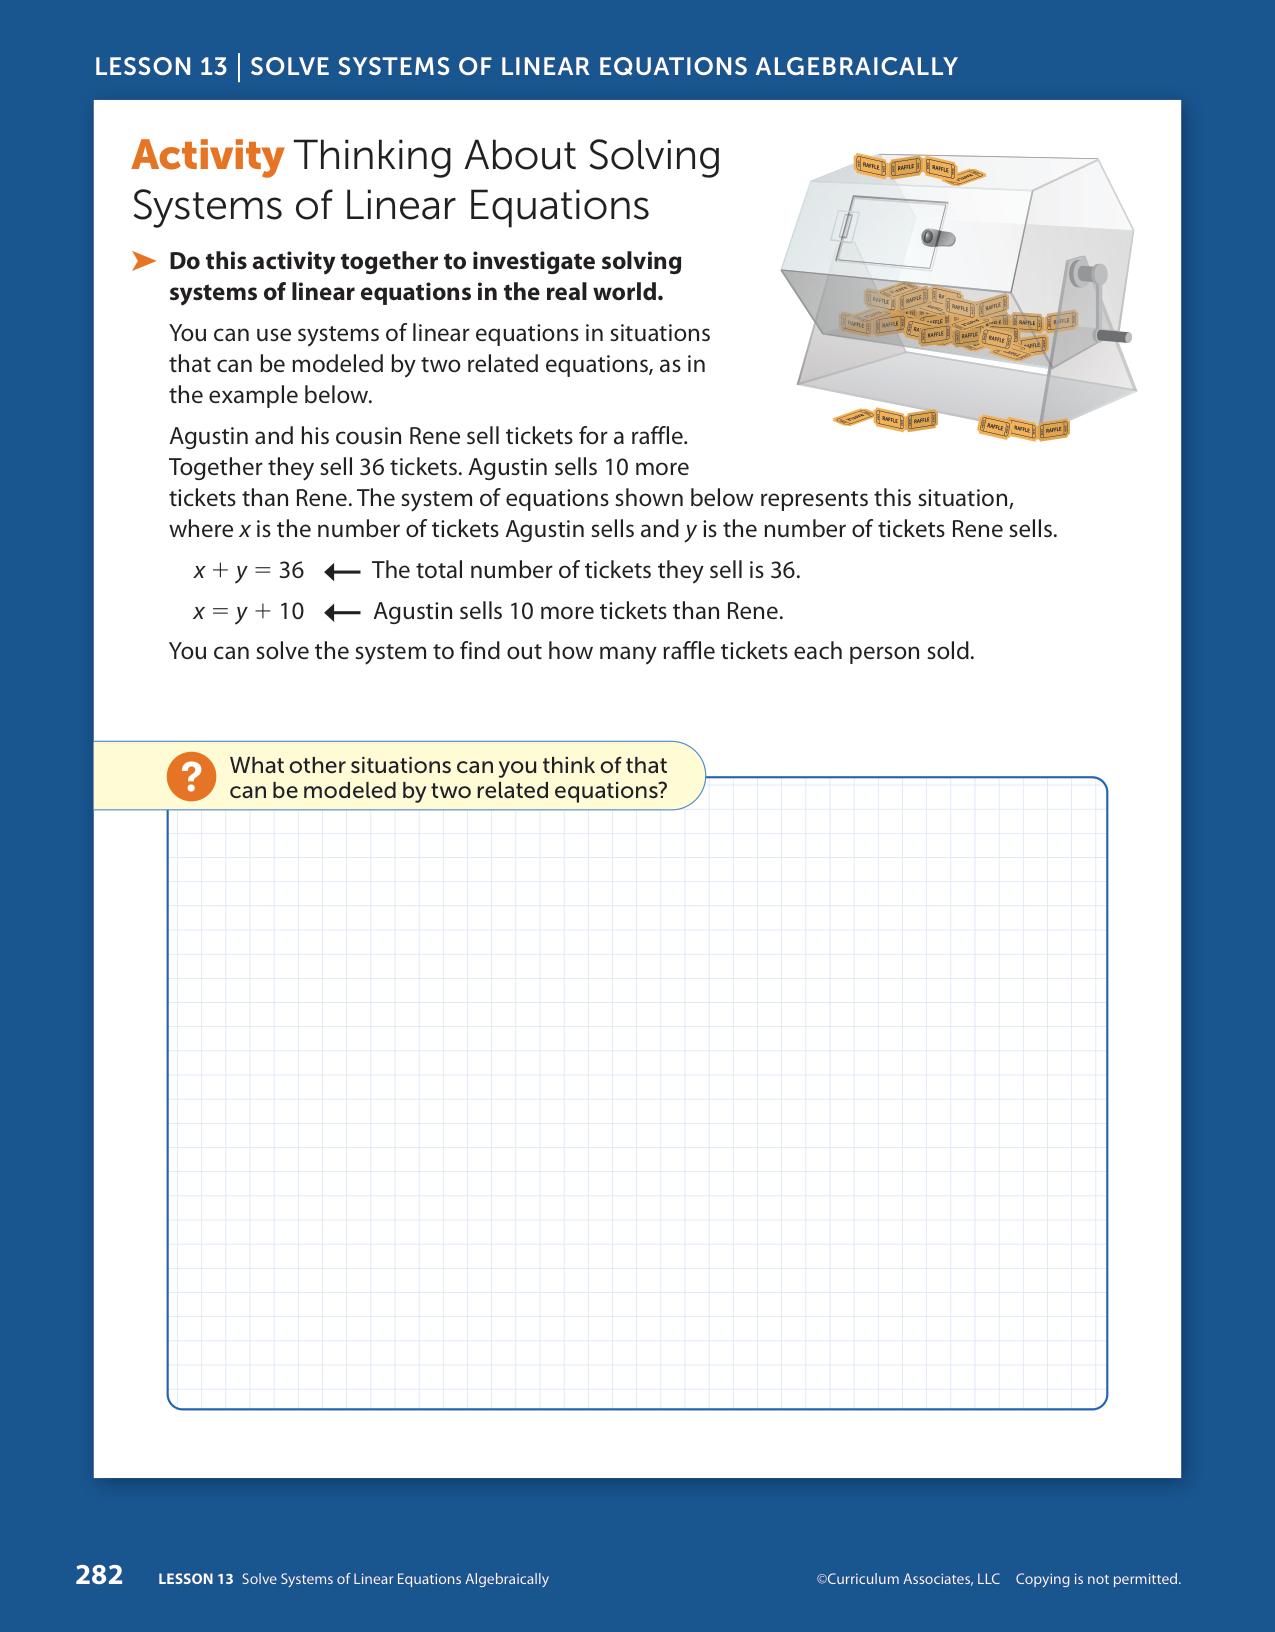 LESSON 13 | SOLVE SYSTEMS OF LINEAR EQUATIONS ALGEBRAICALLY
Activity Thinking About Solving
Systems of Linear Equations
RAFFLE RAFFLE RAFFLE
➤ Do this activity together to investigate solving
systems of linear equations in the real world.
You can use systems of linear equations in situations
that can be modeled by two related equations, as in
the example below.
RAFFLE RAFFLE
RAFFLE RAFFLE RAFFLE
Agustin and his cousin Rene sell tickets for a raffle.
Together they sell 36 tickets. Agustin sells 10 more
tickets than Rene. The system of equations shown below represents this situation,
where x is the number of tickets Agustin sells and y is the number of tickets Rene sells.
x + y = 36 ← The total number of tickets they sell is 36.
x = y + 10 ← Agustin sells 10 more tickets than Rene.
You can solve the system to find out how many raffle tickets each person sold.
? What other situations can you think of that
can be modeled by two related equations?
282 LESSON 13 Solve Systems of Linear Equations Algebraically ©Curriculum Associates, LLC Copying is not permitted.